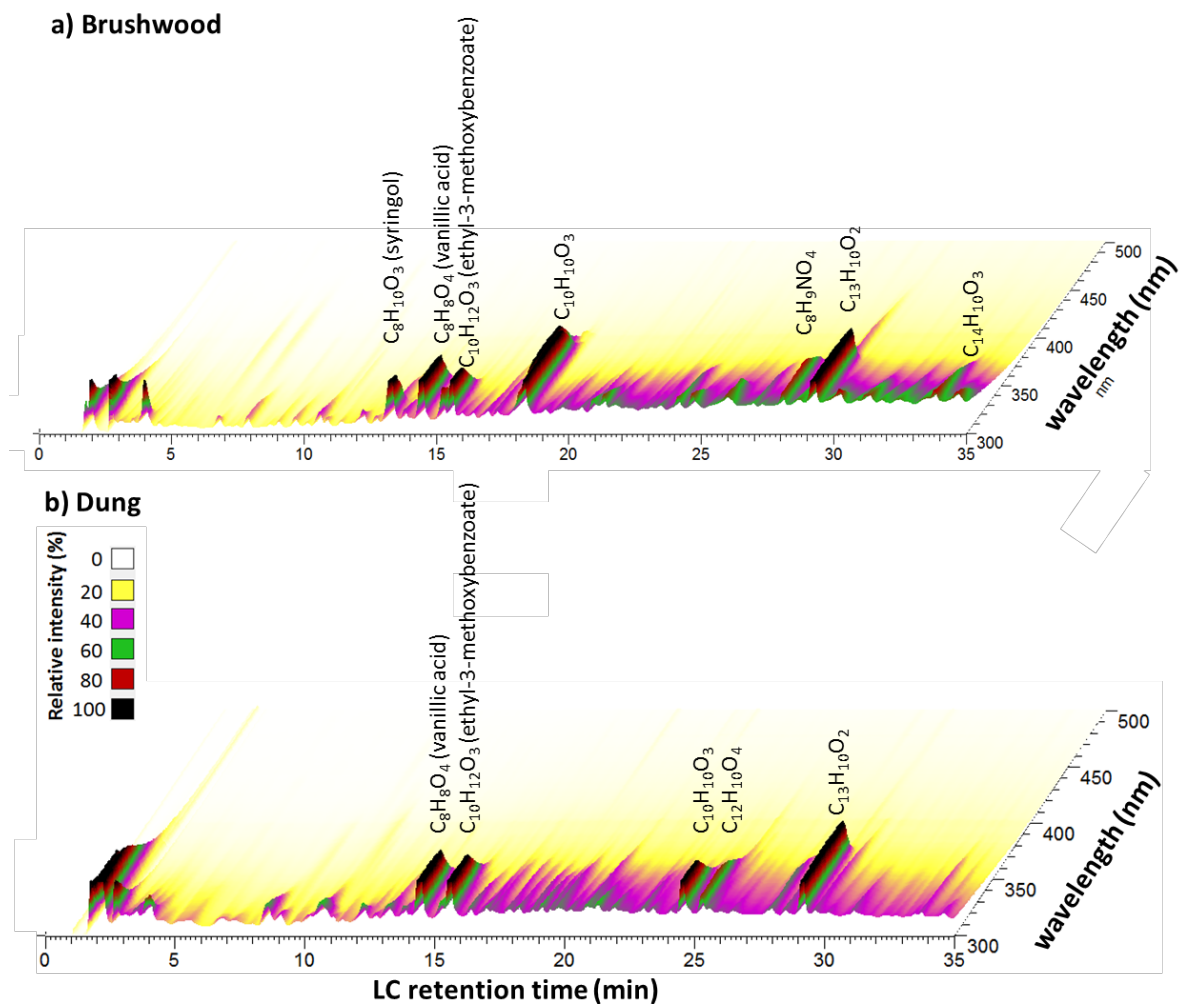 a) Brushwood
C8H10O3 (syringol)
C8H8O4 (vanillic acid)
C10H12O3 (ethyl-3-methoxybenzoate)
C10H10O3
C8H9NO4
C13H10O2
C14H10O3
500
450
400
350
300
wavelength (nm)
nm
0 5 10 15 20 25 30 35
b) Dung
Relative intensity (%)
0
20
40
60
80
100
C8H8O4 (vanillic acid)
C10H12O3 (ethyl-3-methoxybenzoate)
C10H10O3
C12H10O4
C13H10O2
500
450
400
350
300
wavelength (nm)
0 5 10 15 20 25 30 35
LC retention time (min)